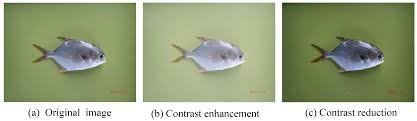 (a) Original image
(b) Contrast enhancement
(c) Contrast reduction